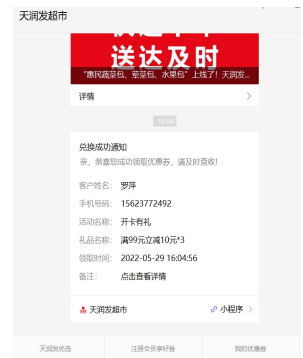 天润发超市
送达及时
“惠民蔬菜包、荤菜包、水果包”上线了！天润发...
详情
16:04
兑换成功通知
亲，恭喜您成功领取优惠券，请及时查收！
客户姓名： 罗萍
手机号码： 15623772492
活动名称： 开卡有礼
礼品名称： 满99元立减10元*3
领取时间： 2022-05-29 16:04:56
备注： 点击查看详情
天润发超市 小程序
天润发优选 注册会员享好券 我的优惠券